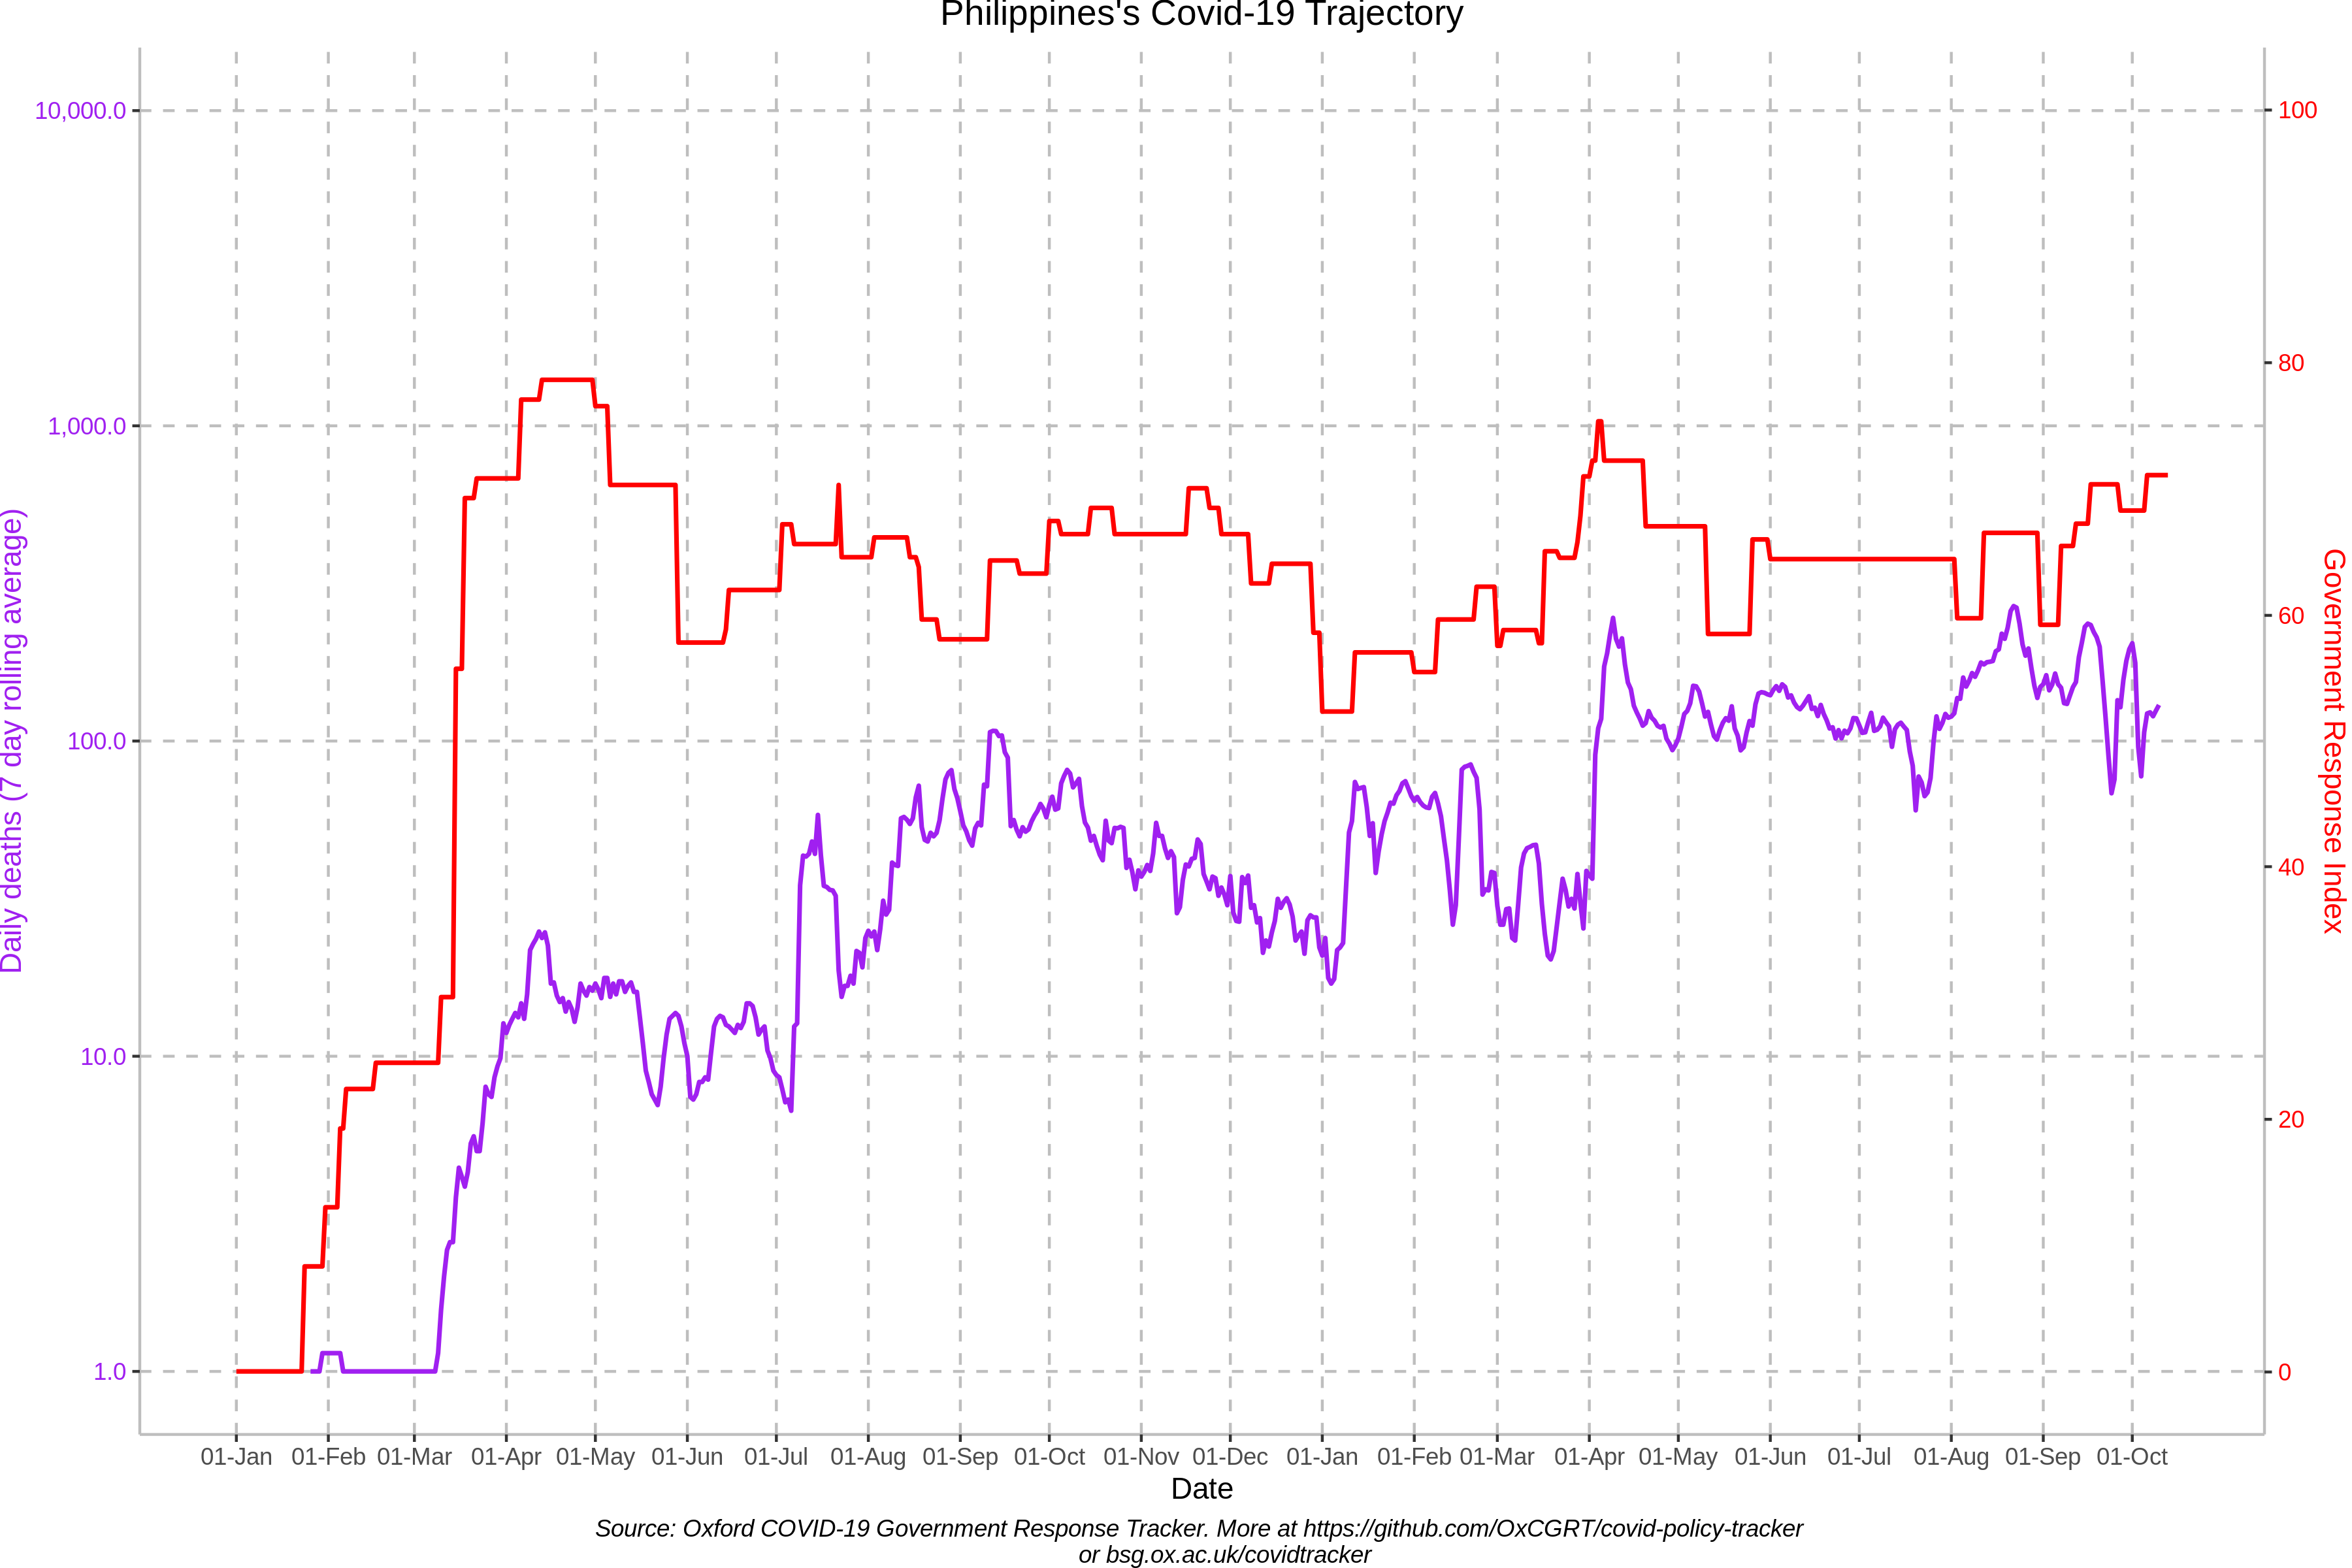 Philippines's Covid-19 Trajectory
Daily deaths (7 day rolling average)
10,000.0
1,000.0
100.0
10.0
1.0
100
80
60
40
20
0
Government Response Index
01-Jan 01-Feb 01-Mar 01-Apr 01-May 01-Jun 01-Jul 01-Aug 01-Sep 01-Oct 01-Nov 01-Dec 01-Jan 01-Feb 01-Mar 01-Apr 01-May 01-Jun 01-Jul 01-Aug 01-Sep 01-Oct
Date
Source: Oxford COVID-19 Government Response Tracker. More at https://github.com/OxCGRT/covid-policy-tracker
or bsg.ox.ac.uk/covidtracker